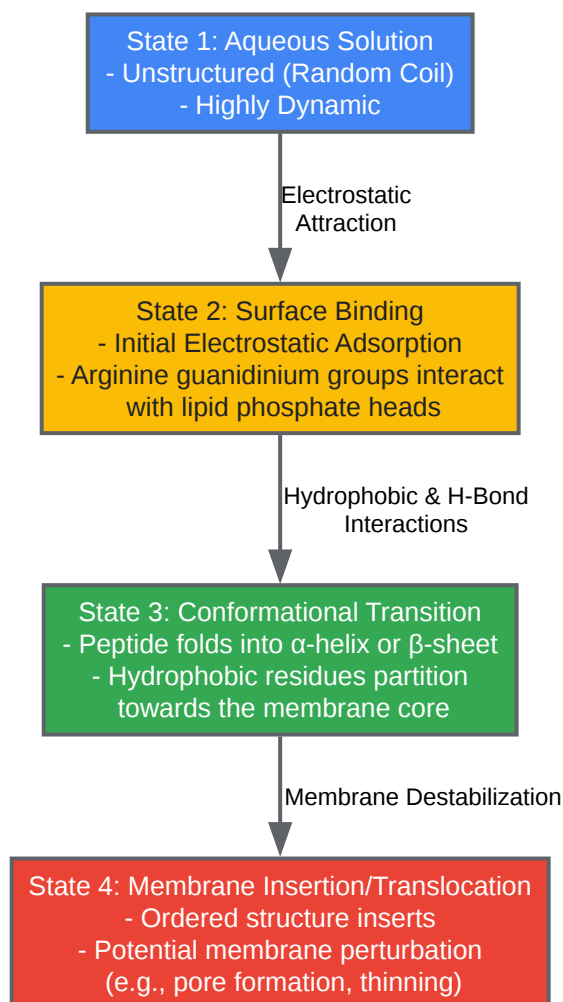 State 1: Aqueous Solution
- Unstructured (Random Coil)
- Highly Dynamic
Electrostatic
Attraction
State 2: Surface Binding
- Initial Electrostatic Adsorption
- Arginine guanidinium groups interact
with lipid phosphate heads
Hydrophobic & H-Bond
Interactions
State 3: Conformational Transition
- Peptide folds into α-helix or β-sheet
- Hydrophobic residues partition
towards the membrane core
Membrane Destabilization
State 4: Membrane Insertion/Translocation
- Ordered structure inserts
- Potential membrane perturbation
(e.g., pore formation, thinning)